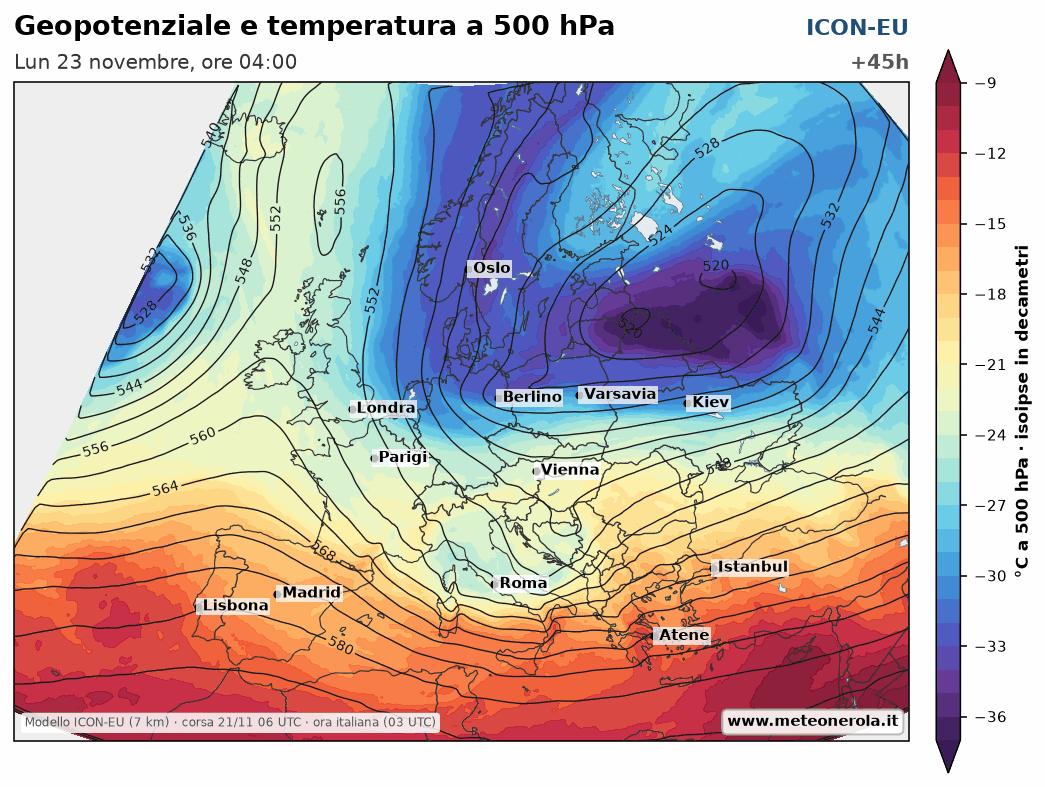 Geopotenziale e temperatura a 500 hPa
ICON-EU
Lun 23 novembre, ore 04:00
+45h
540
528
552
556
536
532
532
524
548
520
528
552
544
520
544
Oslo
Berlino
Varsavia
Kiev
Londra
556
560
Parigi
Vienna
548
564
568
Roma
Istanbul
Madrid
Lisbona
Atene
580
Modello ICON-EU (7 km) · corsa 21/11 06 UTC · ora italiana (03 UTC)
www.meteonerola.it
−9
−12
−15
−18
−21
−24
−27
−30
−33
−36
°C a 500 hPa · isoipse in decametri